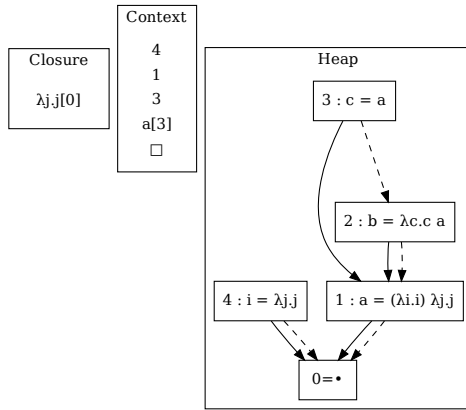 Closure
λj.j[0]
Context
4
1
3
a[3]
□
Heap
3 : c = a
2 : b = λc.c a
4 : i = λj.j
1 : a = (λi.i) λj.j
0=•